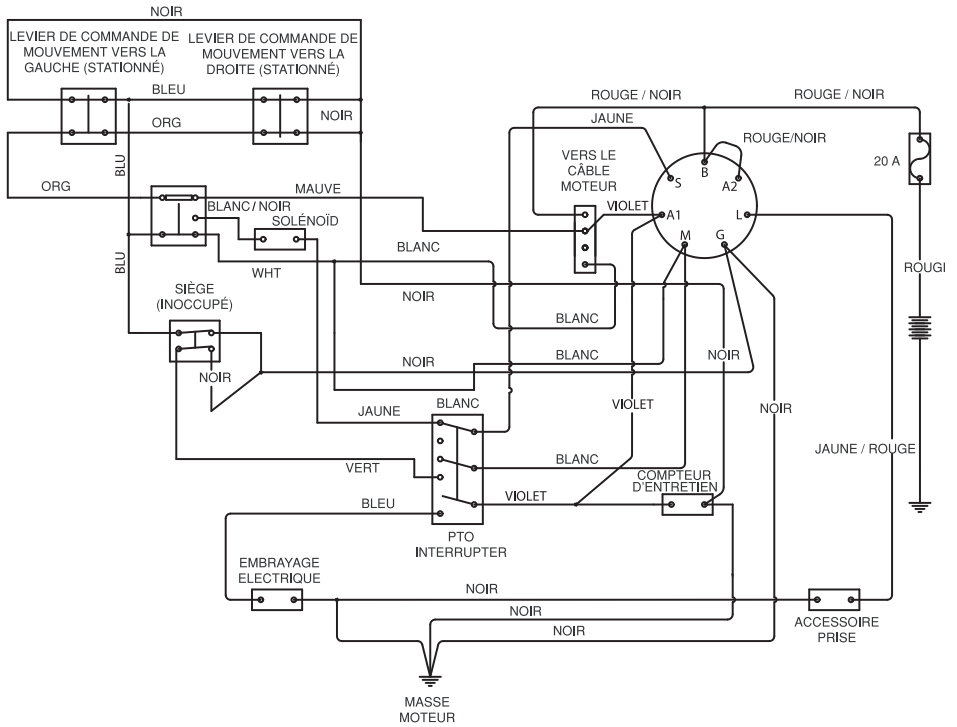 NOIR
LEVIER DE COMMANDE DE
MOUVEMENT VERS LA
GAUCHE (STATIONNÉ)
LEVIER DE COMMANDE DE
MOUVEMENT VERS LA
DROITE (STATIONNÉ)
BLEU
NOIR
ORG
BLU
ORG
MAUVE
BLANC / NOIR
SOLÉNOÏD
BLANC
WHT
BLU
NOIR
SIÈGE
(INOCCUPÉ)
NOIR
NOIR
ROUGE / NOIR
ROUGE / NOIR
JAUNE
ROUGE/NOIR
20 A
VERS LE
CÂBLE
MOTEUR
VIOLET
B
S
A2
A1
L
M
G
ROUGI
BLANC
BLANC
NOIR
VIOLET
NOIR
JAUNE
BLANC
BLANC
VERT
JAUNE / ROUGE
COMPTEUR
D'ENTRETIEN
VIOLET
BLEU
PTO
INTERRUPTER
EMBRAYAGE
ELECTRIQUE
NOIR
NOIR
NOIR
ACCESSOIRE
PRISE
MASSE
MOTEUR